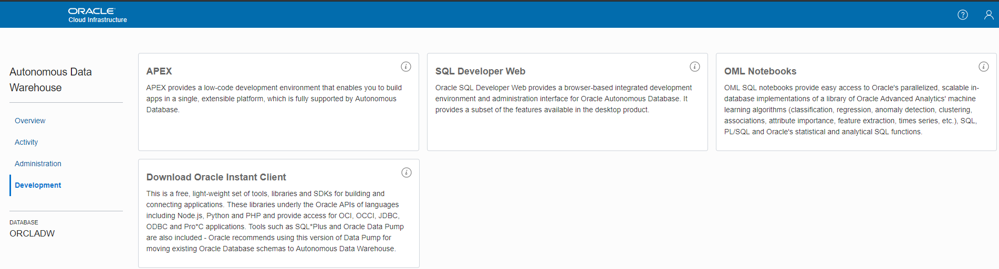 ORACLE
Cloud Infrastructure
Autonomous Data
Warehouse
Overview
Activity
Administration
Development
DATABASE
ORCLADW
APEX
APEX provides a low-code development environment that enables you to build
apps in a single, extensible platform, which is fully supported by Autonomous
Database.
SQL Developer Web
Oracle SQL Developer Web provides a browser-based integrated development
environment and administration interface for Oracle Autonomous Database. It
provides a subset of the features available in the desktop product.
OML Notebooks
OML SQL notebooks provide easy access to Oracle's parallelized, scalable in-
database implementations of a library of Oracle Advanced Analytics' machine
learning algorithms (classification, regression, anomaly detection, clustering,
associations, attribute importance, feature extraction, times series, etc.), SQL,
PL/SQL and Oracle's statistical and analytical SQL functions.
Download Oracle Instant Client
This is a free, light-weight set of tools, libraries and SDKs for building and
connecting applications. These libraries underly the Oracle APIs of languages
including Node.js, Python and PHP and provide access for OCI, OCCI, JDBC,
ODBC and Pro*C applications. Tools such as SQL*Plus and Oracle Data Pump
are also included - Oracle recommends using this version of Data Pump for
moving existing Oracle Database schemas to Autonomous Data Warehouse.